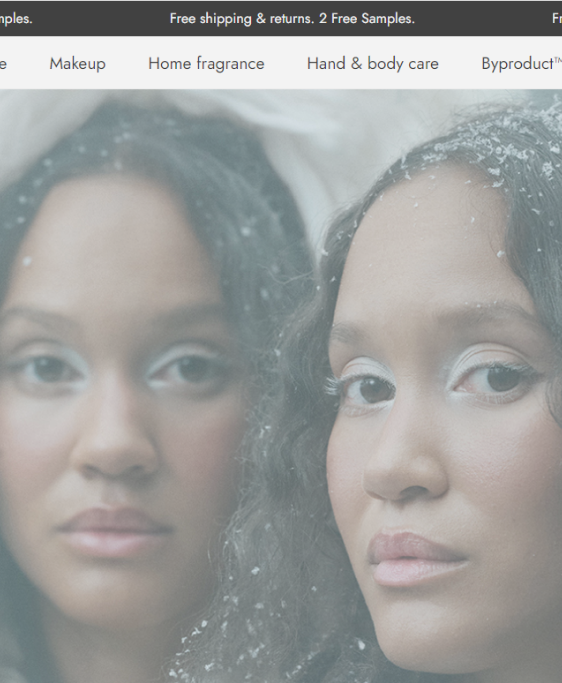 mples.
Free shipping & returns. 2 Free Samples.
Fr
e
Makeup
Home fragrance
Hand & body care
Byproduct™